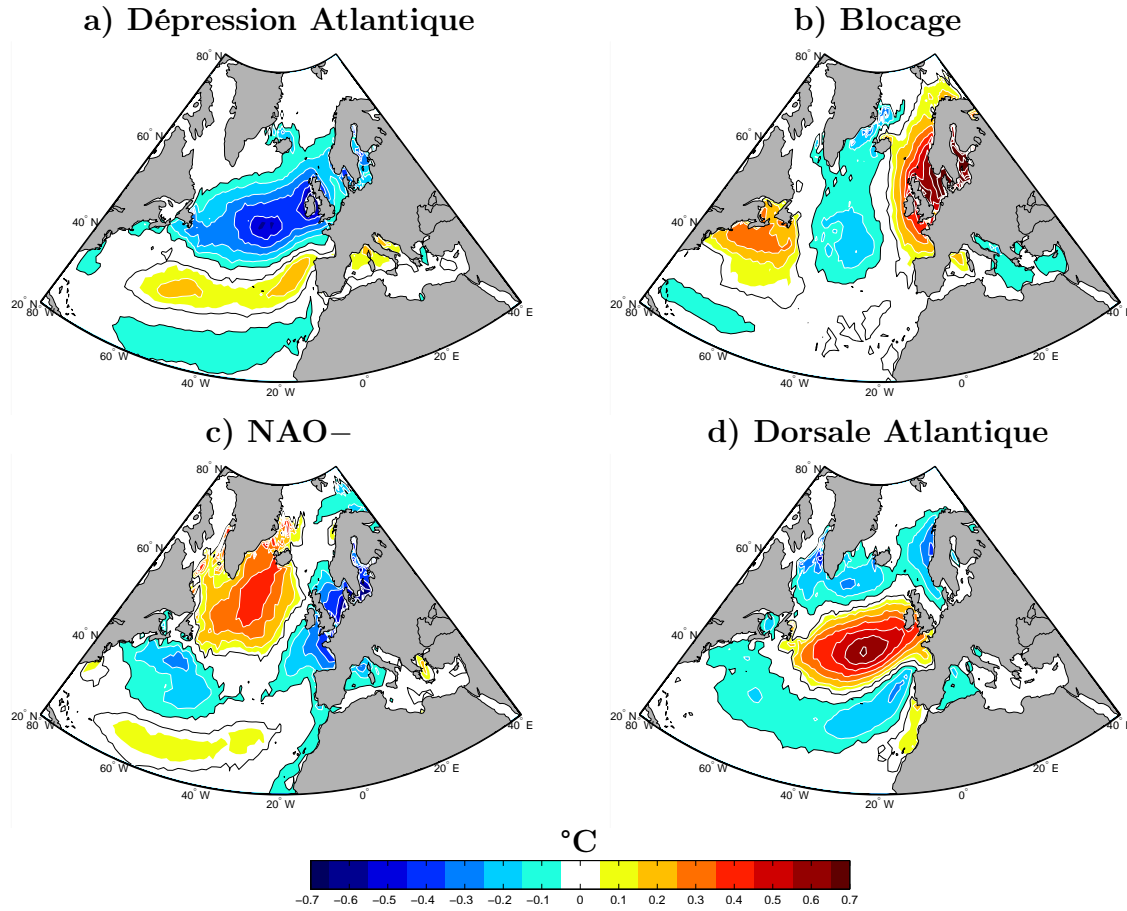 a) Dépression Atlantique
b) Blocage
80° N
60° N
40° N
20° N
80° W
60° W
40° W
20° W
0°
20° E
40° E
80° N
60° N
40° N
20° N
80° W
60° W
40° W
20° W
0°
20° E
40° E
c) NAO−
d) Dorsale Atlantique
80° N
60° N
40° N
20° N
80° W
60° W
40° W
20° W
0°
20° E
40° E
80° N
60° N
40° N
20° N
80° W
60° W
40° W
20° W
0°
20° E
40° E
°C
−0.7 −0.6 −0.5 −0.4 −0.3 −0.2 −0.1 0 0.1 0.2 0.3 0.4 0.5 0.6 0.7